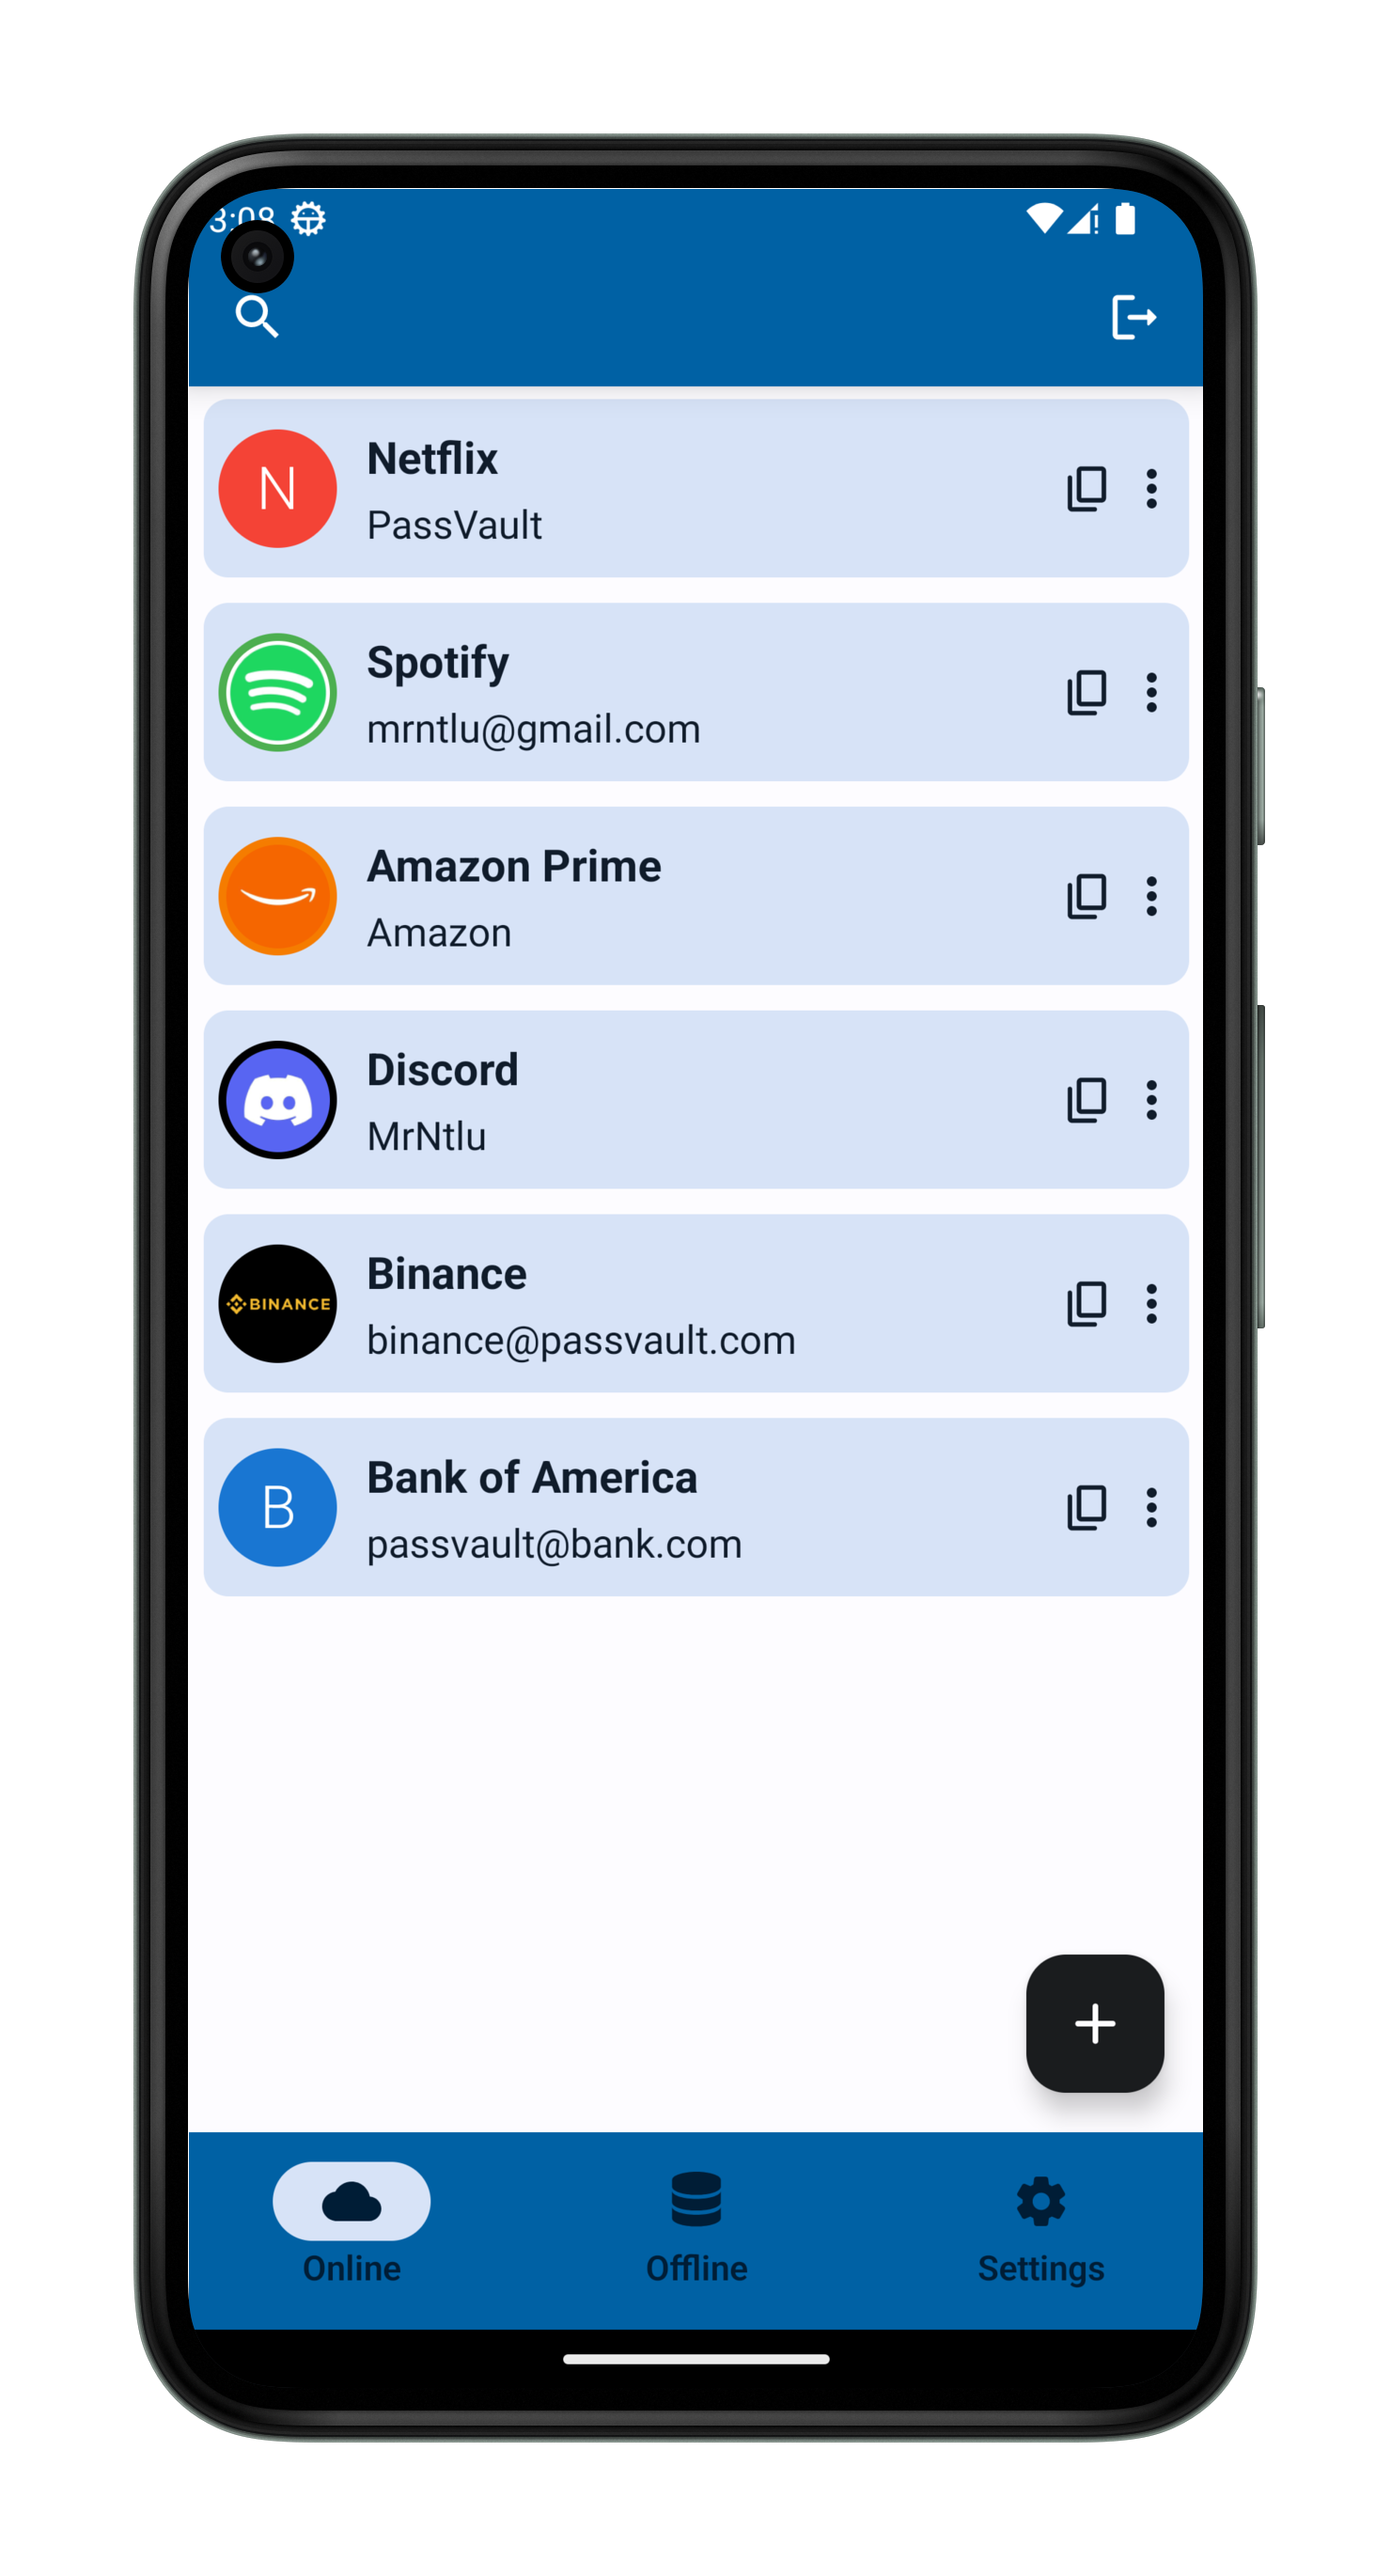 3:08
N
Netflix
PassVault
Spotify
mrntlu@gmail.com
Amazon Prime
Amazon
Discord
MrNtlu
BINANCE
Binance
binance@passvault.com
B
Bank of America
passvault@bank.com
Online
Offline
Settings